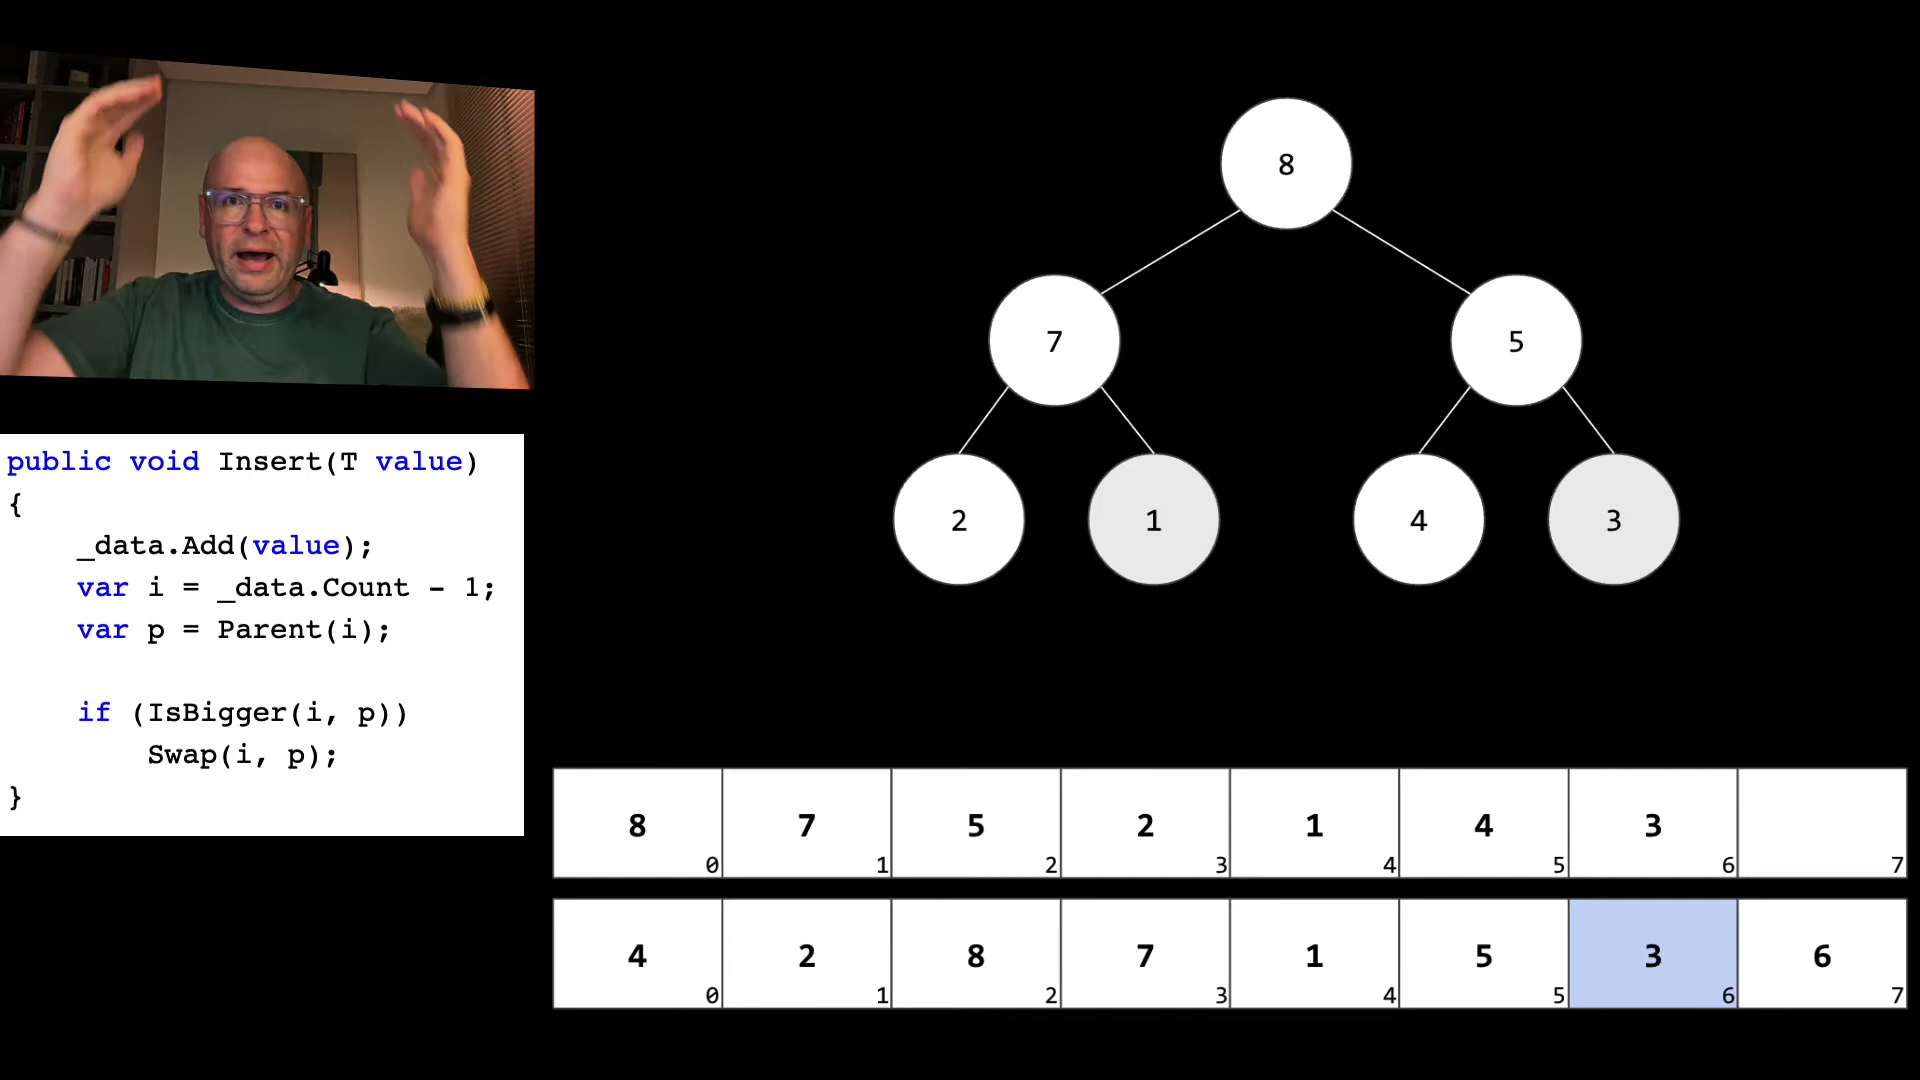 public void Insert(T value)
{
_data.Add(value);
var i = _data.Count - 1;
var p = Parent(i);
if (IsBigger(i, p))
Swap(i, p);
}
8
7 5
2 1 4 3
8 7 5 2 1 4 3
0 1 2 3 4 5 6 7
4 2 8 7 1 5 3 6
0 1 2 3 4 5 6 7